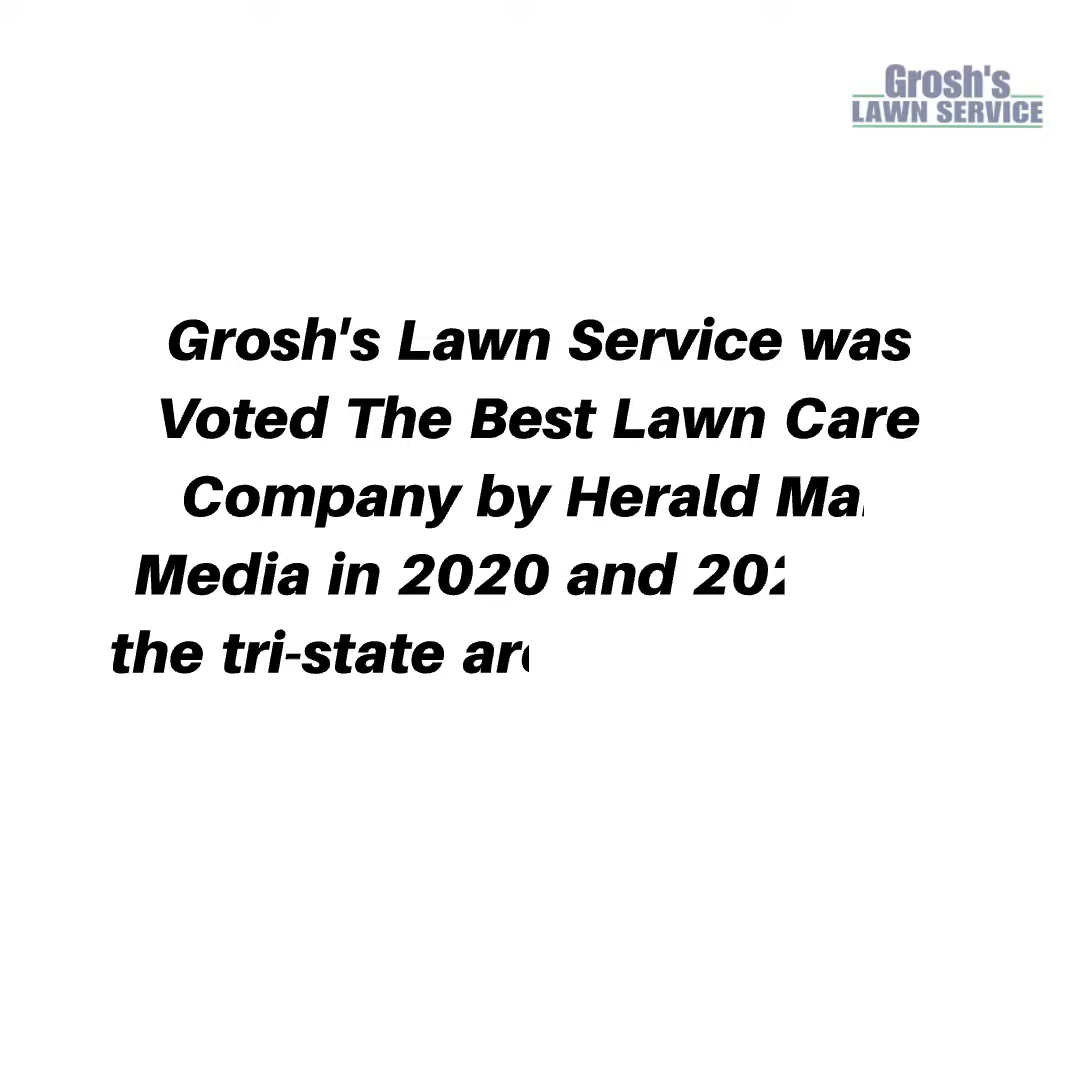 Grosh's
LAWN SERVICE
Grosh's Lawn Service was
Voted The Best Lawn Care
Company by Herald
Media in 2020 and
the tri-state